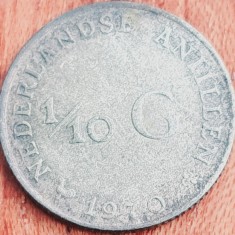 NEDERLANDSE ANTILLEN
1/10 G
1970